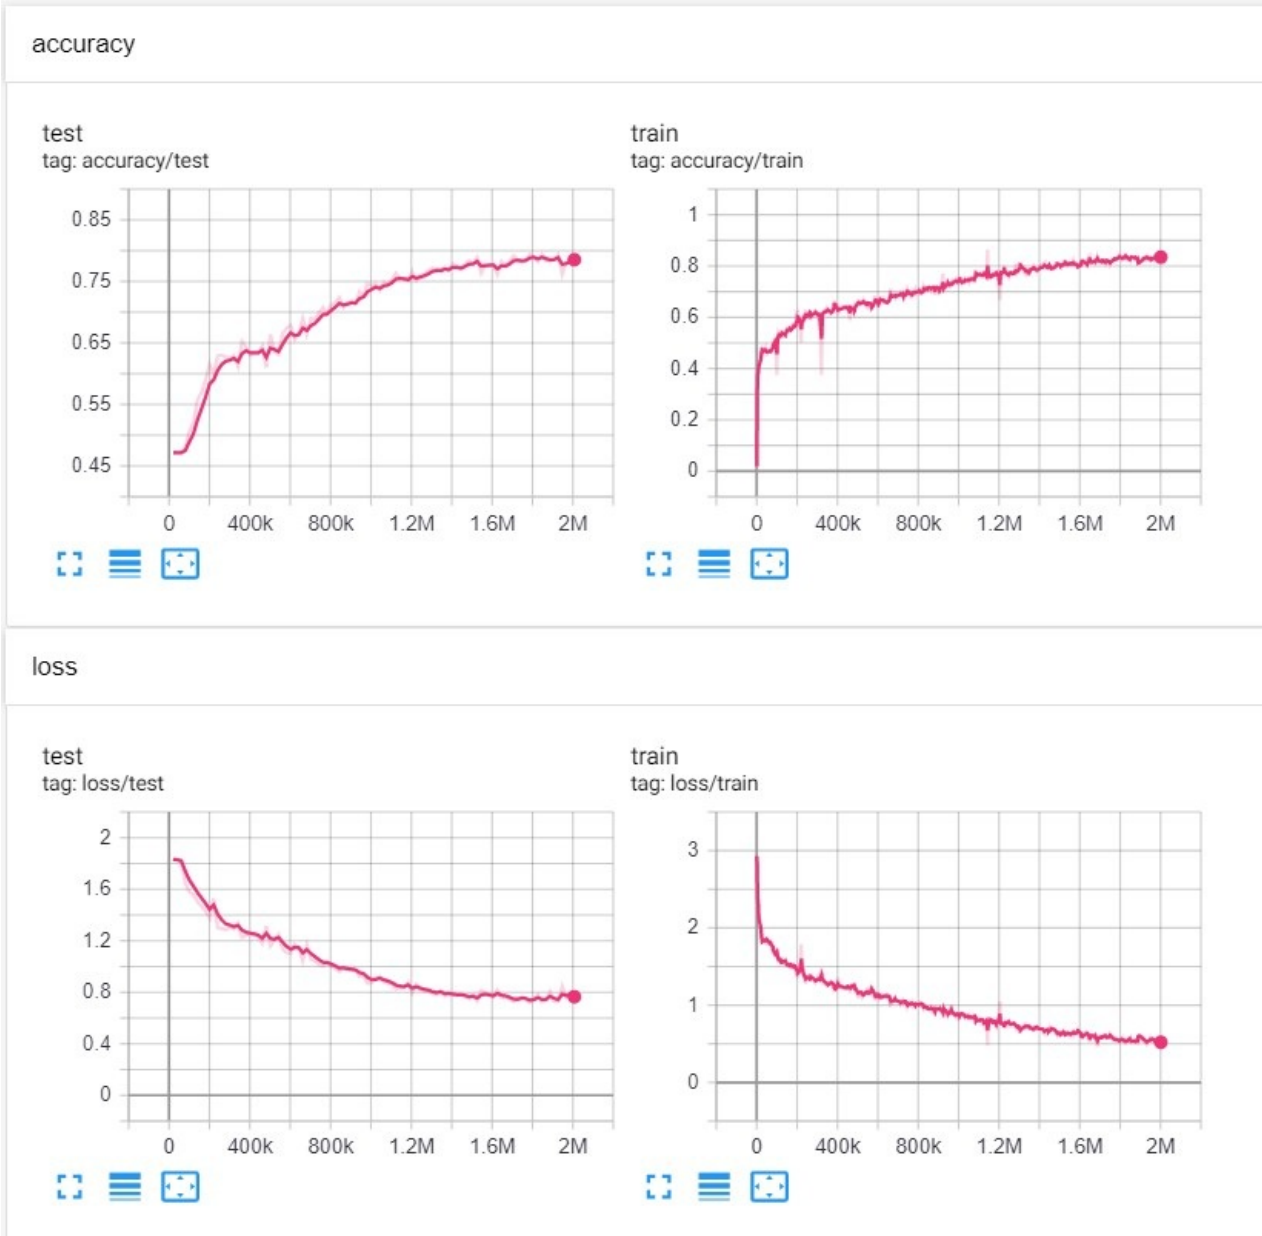 accuracy
test
tag: accuracy/test
0.85
0.75
0.65
0.55
0.45
0 400k 800k 1.2M 1.6M 2M
train
tag: accuracy/train
1
0.8
0.6
0.4
0.2
0
0 400k 800k 1.2M 1.6M 2M
loss
test
tag: loss/test
2
1.6
1.2
0.8
0.4
0
0 400k 800k 1.2M 1.6M 2M
train
tag: loss/train
3
2
1
0
0 400k 800k 1.2M 1.6M 2M